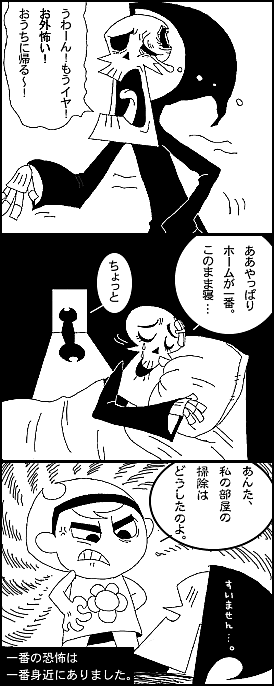 うわーん！もうイヤ！
お外怖い！
おうちに帰る～！
ああやっぱり
ホームが一番。
このまま寝…
ちょっと
あんた、
私の部屋の
掃除は
どうしたのよ。
すいません…。
一番の恐怖は
一番身近にありました。